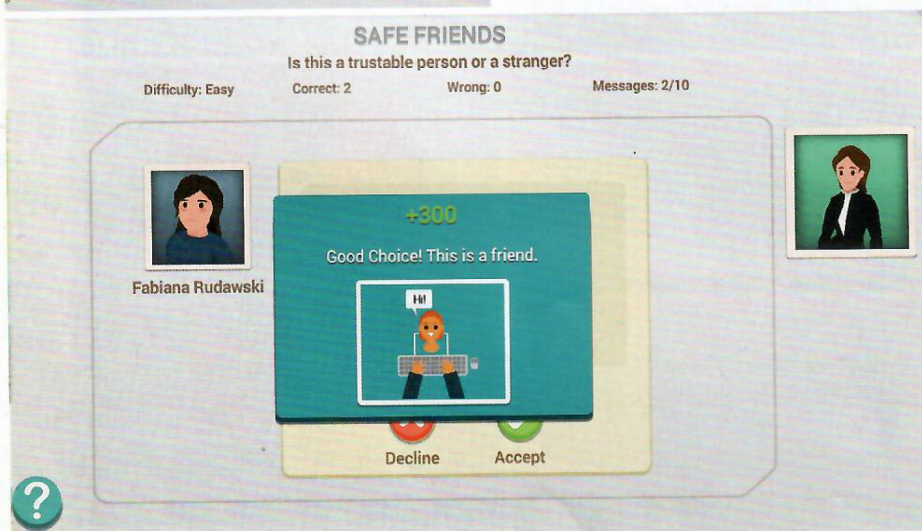 SAFE FRIENDS
Is this a trustable person or a stranger?
Difficulty: Easy Correct: 2 Wrong: 0 Messages: 2/10
+300
Good Choice! This is a friend.
Hi!
Fabiana Rudawski
Decline Accept
?